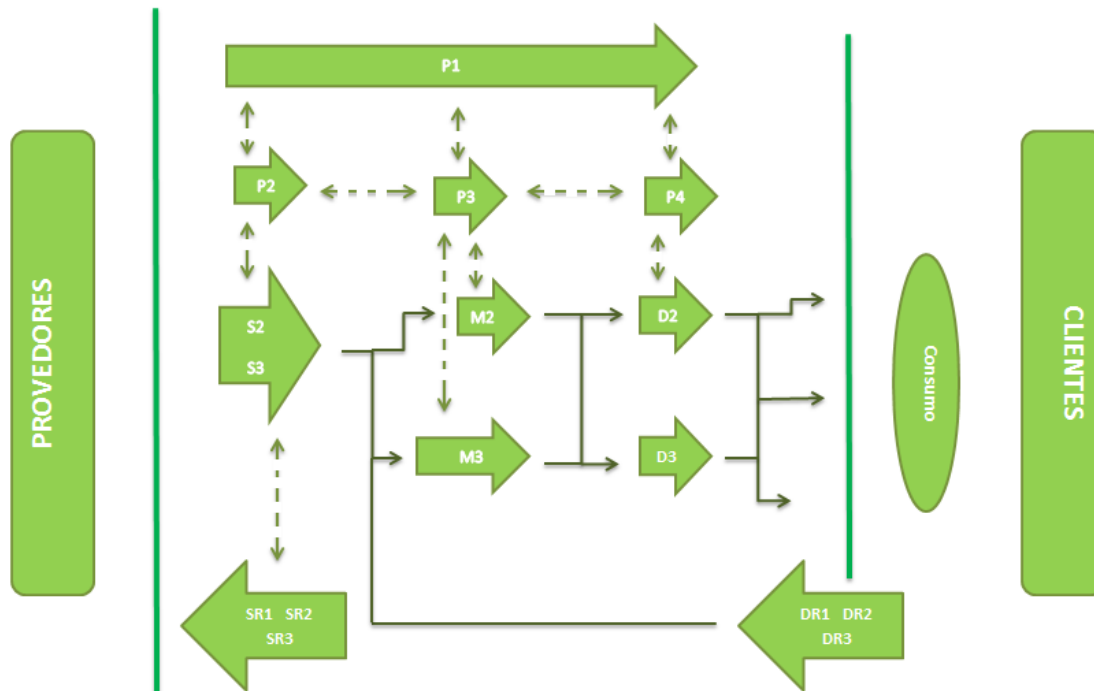 P1
P2
P3
P4
PROVEDORES
S2
S3
M2
D2
M3
D3
Consumo
CLIENTES
SR1 SR2
SR3
DR1 DR2
DR3